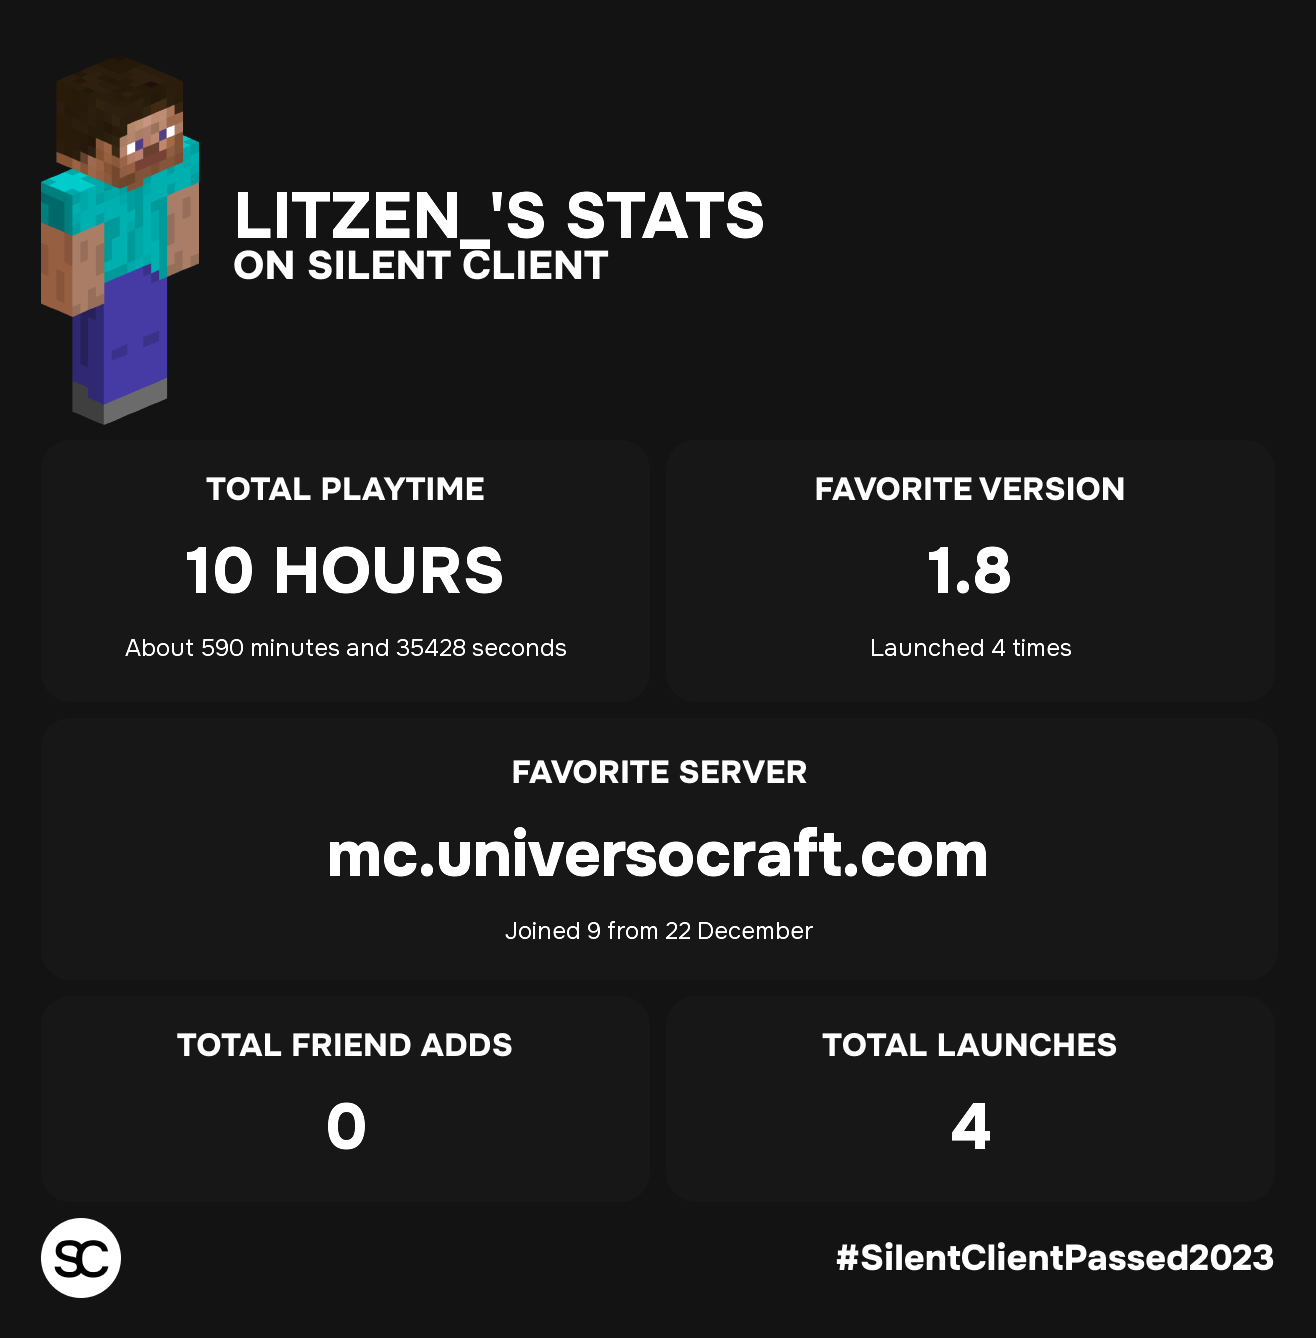 LITZEN_'S STATS
ON SILENT CLIENT
TOTAL PLAYTIME
10 HOURS
About 590 minutes and 35428 seconds
FAVORITE VERSION
1.8
Launched 4 times
FAVORITE SERVER
mc.universocraft.com
Joined 9 from 22 December
TOTAL FRIEND ADDS
0
TOTAL LAUNCHES
4
SC
#SilentClientPassed2023